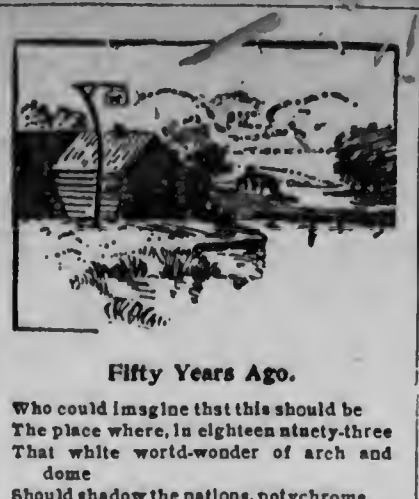 Fifty Years Ago.
Who could imagine that this should be
The place where, in eighteen ninety-three
That white world-wonder of arch and
dome
Should shadow the nations, polychrome